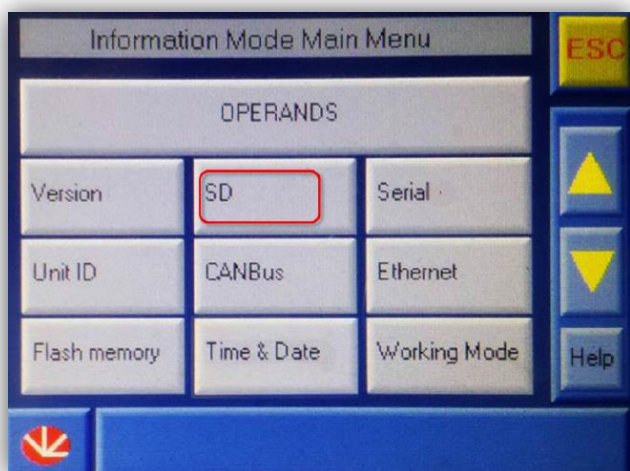 Information Mode Main Menu
ESC
OPERANDS
Version
SD
Serial
Unit ID
CANBus
Ethernet
Flash memory
Time & Date
Working Mode
Help